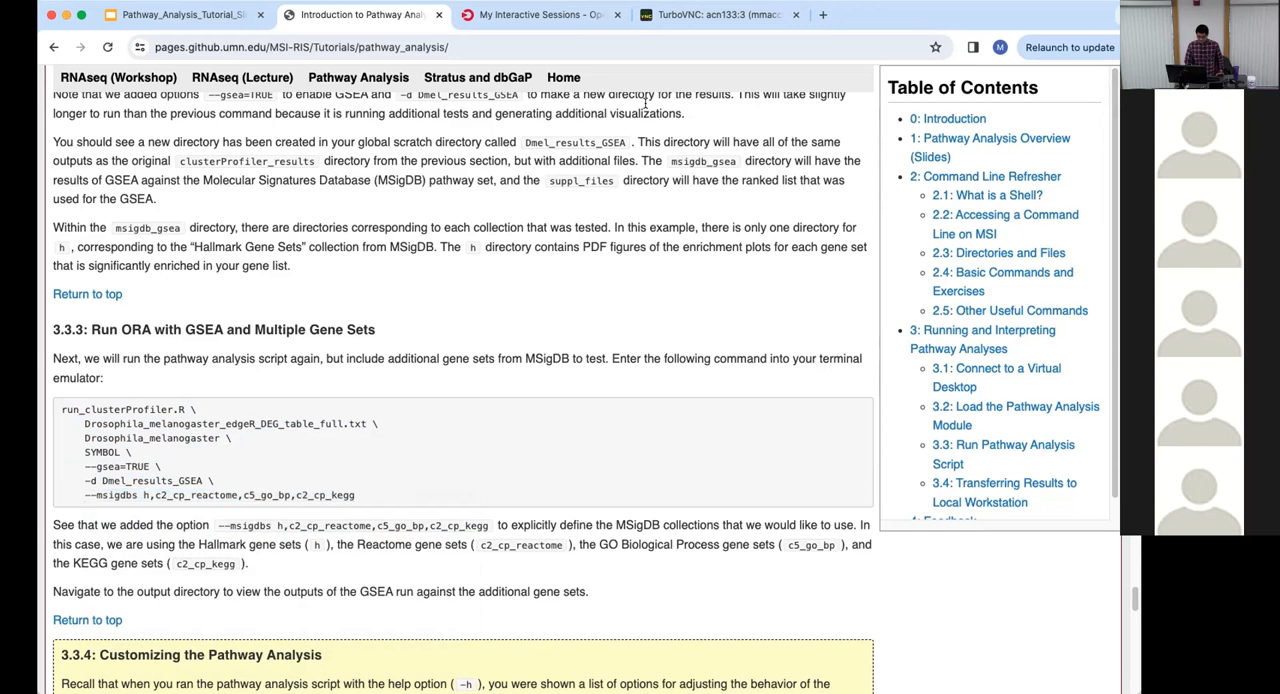 Pathway_Analysis_Tutorial_Sli
Introduction to Pathway Anal
My Interactive Sessions - Ope
TurboVNC: acn133:3 (mmacc
pages.github.umn.edu/MSI-RIS/Tutorials/pathway_analysis/
M
Relaunch to update
RNAseq (Workshop) RNAseq (Lecture) Pathway Analysis Stratus and dbGaP Home
Note that we added options --gsea=TRUE to enable GSEA and -d Dmel_results_GSEA to make a new directory for the results. This will take slightly
longer to run than the previous command because it is running additional tests and generating additional visualizations.
You should see a new directory has been created in your global scratch directory called Dmel_results_GSEA . This directory will have all of the same
outputs as the original clusterProfiler_results directory from the previous section, but with additional files. The msigdb_gsea directory will have the
results of GSEA against the Molecular Signatures Database (MSigDB) pathway set, and the suppl_files directory will have the ranked list that was
used for the GSEA.
Within the msigdb_gsea directory, there are directories corresponding to each collection that was tested. In this example, there is only one directory for
h , corresponding to the “Hallmark Gene Sets” collection from MSigDB. The h directory contains PDF figures of the enrichment plots for each gene set
that is significantly enriched in your gene list.
Return to top
3.3.3: Run ORA with GSEA and Multiple Gene Sets
Next, we will run the pathway analysis script again, but include additional gene sets from MSigDB to test. Enter the following command into your terminal
emulator:
run_clusterProfiler.R \
Drosophila_melanogaster_edgeR_DEG_table_full.txt \
Drosophila_melanogaster \
SYMBOL \
--gsea=TRUE \
-d Dmel_results_GSEA \
--msigdbs h,c2_cp_reactome,c5_go_bp,c2_cp_kegg
See that we added the option --msigdbs h,c2_cp_reactome,c5_go_bp,c2_cp_kegg to explicitly define the MSigDB collections that we would like to use. In
this case, we are using the Hallmark gene sets ( h ), the Reactome gene sets ( c2_cp_reactome ), the GO Biological Process gene sets ( c5_go_bp ), and
the KEGG gene sets ( c2_cp_kegg ).
Navigate to the output directory to view the outputs of the GSEA run against the additional gene sets.
Return to top
3.3.4: Customizing the Pathway Analysis
Recall that when you ran the pathway analysis script with the help option ( -h ), you were shown a list of options for adjusting the behavior of the
Table of Contents
0: Introduction
1: Pathway Analysis Overview
(Slides)
2: Command Line Refresher
2.1: What is a Shell?
2.2: Accessing a Command
Line on MSI
2.3: Directories and Files
2.4: Basic Commands and
Exercises
2.5: Other Useful Commands
3: Running and Interpreting
Pathway Analyses
3.1: Connect to a Virtual
Desktop
3.2: Load the Pathway Analysis
Module
3.3: Run Pathway Analysis
Script
3.4: Transferring Results to
Local Workstation
4: Feedback